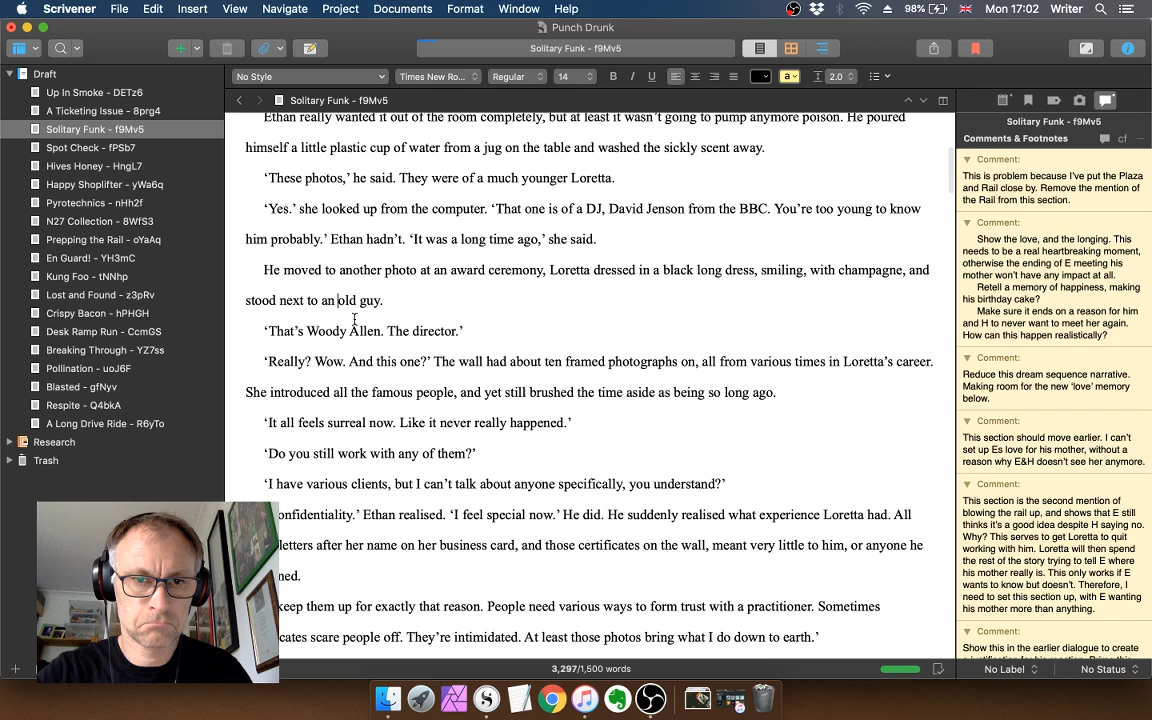 Scrivener File Edit Insert View Navigate Project Documents Format Window Help 98% Mon 17:02 Writer
Punch Drunk
Solitary Funk - f9Mv5
No Style Times New Ro... Regular 14 B I U a 2.0
Draft
Up In Smoke - DETz6
A Ticketing Issue - 8prg4
Solitary Funk - f9Mv5
Spot Check - fPSb7
Hives Honey - HngL7
Happy Shoplifter - yWa6q
Pyrotechnics - nHh2f
N27 Collection - 8WfS3
Prepping the Rail - oYaAq
En Guard! - YH3mC
Kung Foo - tNNhp
Lost and Found - z3pRv
Crispy Bacon - hPHGH
Desk Ramp Run - CcmGS
Breaking Through - YZ7ss
Pollination - uoJ6F
Blasted - gfNyv
Respite - Q4bkA
A Long Drive Ride - R6yTo
Research
Trash
Solitary Funk - f9Mv5
Ethan really wanted it out of the room completely, but at least it wasn't going to pump anymore poison. He poured
himself a little plastic cup of water from a jug on the table and washed the sickly scent away.
‘These photos,’ he said. They were of a much younger Loretta.
‘Yes.’ she looked up from the computer. ‘That one is of a DJ, David Jenson from the BBC. You’re too young to know
him probably.’ Ethan hadn’t. ‘It was a long time ago,’ she said.
He moved to another photo at an award ceremony, Loretta dressed in a black long dress, smiling, with champagne, and
stood next to an old guy.
‘That’s Woody Allen. The director.’
‘Really? Wow. And this one?’ The wall had about ten framed photographs on, all from various times in Loretta’s career.
She introduced all the famous people, and yet still brushed the time aside as being so long ago.
‘It all feels surreal now. Like it never really happened.’
‘Do you still work with any of them?’
‘I have various clients, but I can’t talk about anyone specifically, you understand?’
onfidentiality.’ Ethan realised. ‘I feel special now.’ He did. He suddenly realised what experience Loretta had. All
letters after her name on her business card, and those certificates on the wall, meant very little to him, or anyone he
ned.
keep them up for exactly that reason. People need various ways to form trust with a practitioner. Sometimes
cates scare people off. They’re intimidated. At least those photos bring what I do down to earth.’
3,297/1,500 words
Solitary Funk - f9Mv5
Comments & Footnotes cf
Comment:
This is problem because I’ve put the Plaza
and Rail close by. Remove the mention of
the Rail from this section.
Comment:
Show the love, and the longing. This
needs to be a real heartbreaking moment,
otherwise the ending of E meeting his
mother won’t have any impact at all.
Retell a memory of happiness, making
his birthday cake?
Make sure it ends on a reason for him
and H to never want to meet her again.
How can this happen realistically?
Comment:
Reduce this dream sequence narrative.
Making room for the new ‘love’ memory
below.
Comment:
This section should move earlier. I can’t
set up Es love for his mother, without a
reason why E&H doesn’t see her anymore.
Comment:
This section is the second mention of
blowing the rail up, and shows that E still
thinks it’s a good idea despite H saying no.
Why? This serves to get Loretta to quit
working with him. Loretta will then spend
the rest of the story trying to tell E where
his mother really is. This only works if E
wants to know but doesn’t. Therefore, I
need to set this section up, with E wanting
his mother more than anything.
Comment:
Show this in the earlier dialogue to create
No Label No Status